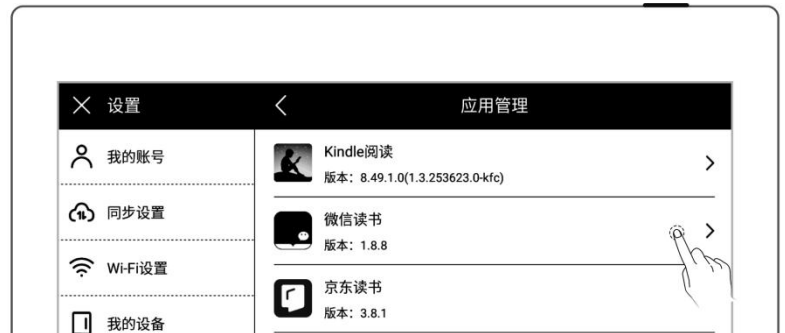 设置
应用管理
我的账号
同步设置
Wi-Fi设置
我的设备
Kindle阅读
版本：8.49.1.0(1.3.253623.0-kfc)
微信读书
版本：1.8.8
京东读书
版本：3.8.1